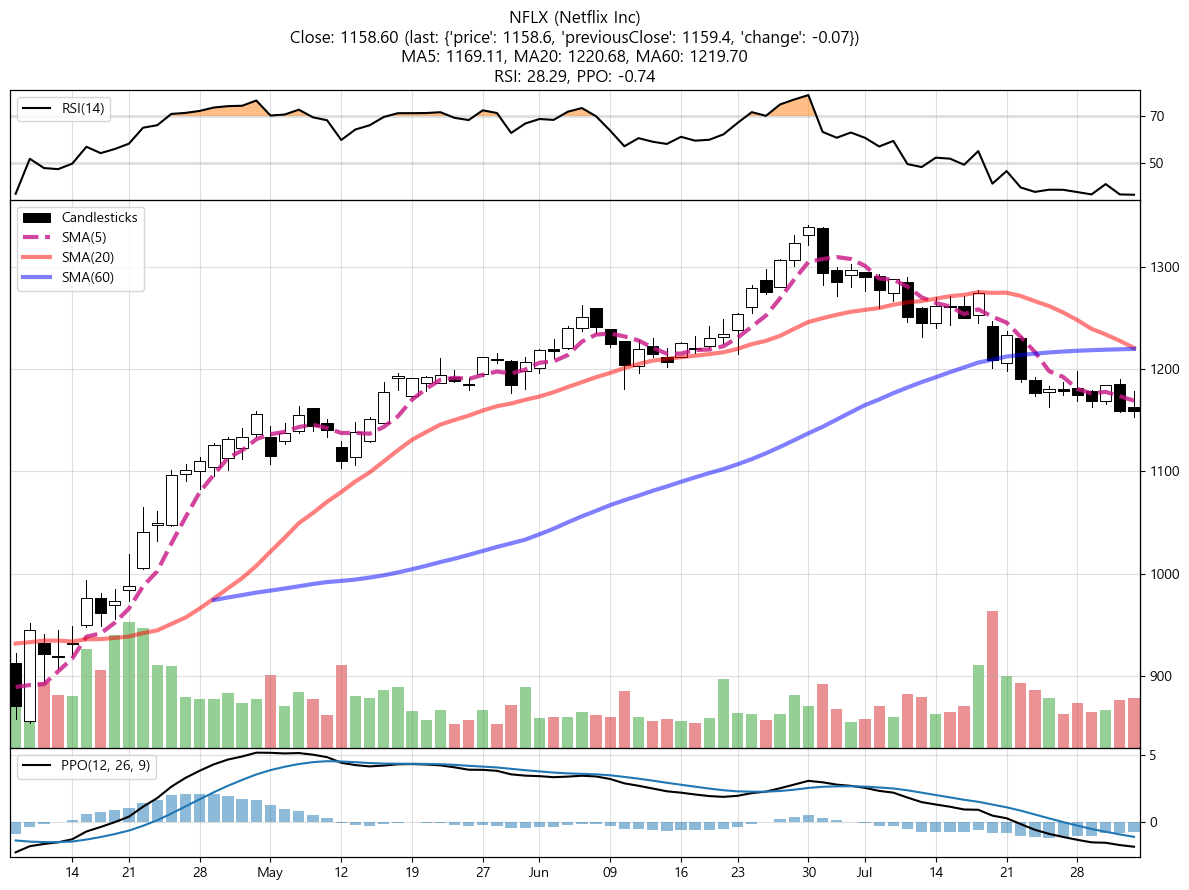 NFLX (Netflix Inc)
Close: 1158.60 (last: {'price': 1158.6, 'previousClose': 1159.4, 'change': -0.07})
MA5: 1169.11, MA20: 1220.68, MA60: 1219.70
RSI: 28.29, PPO: -0.74
RSI(14)
70
50
Candlesticks
SMA(5)
SMA(20)
SMA(60)
1300
1200
1100
1000
900
PPO(12, 26, 9)
5
0
14 21 28 May 12 19 27 Jun 09 16 23 30 Jul 14 21 28